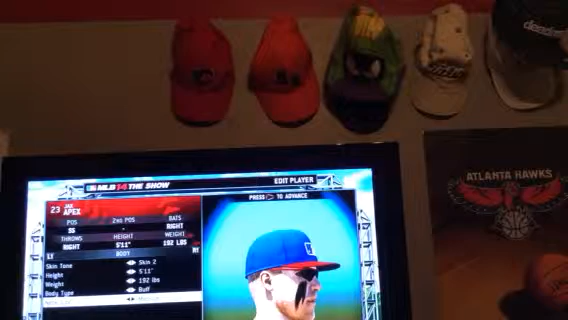 MLB 14 THE SHOW
EDIT PLAYER
PRESS TO ADVANCE
23 JAX
APEX
POS 2ND POS BATS
SS - RIGHT
THROWS HEIGHT WEIGHT
RIGHT 5'11" 192 LBS
BODY
Skin Tone Skin 2
Height 5'11"
Weight 192 lbs
Body Type Buff
ATLANTA HAWKS